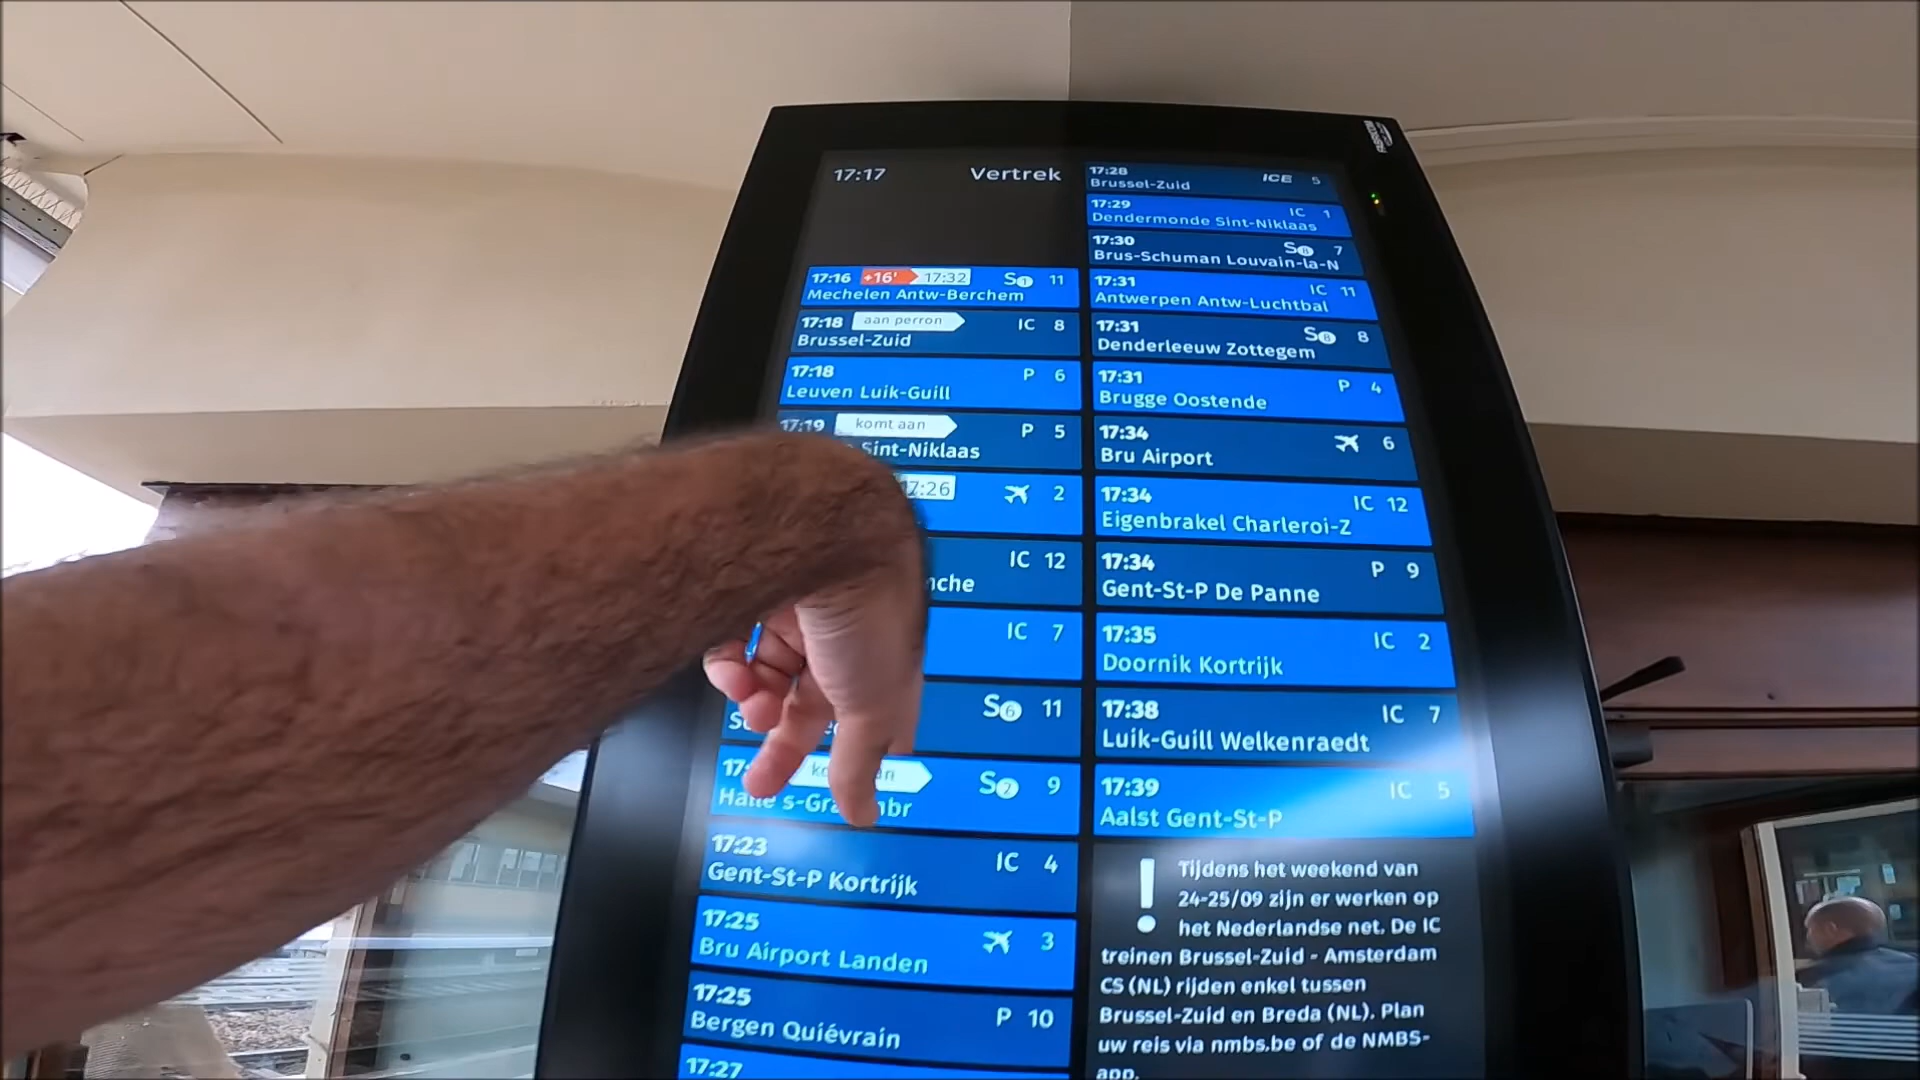 17:17 Vertrek
17:16 +16' 17:32 S1 11
Mechelen Antw-Berchem
17:18 aan perron IC 8
Brussel-Zuid
17:18 P 6
Leuven Luik-Guill
17:19 komt aan P 5
Sint-Niklaas
17:26 2
IC 12
IC 7
S6 11
S2 9
Halle
17:23 IC 4
Gent-St-P Kortrijk
17:25 3
Bru Airport Landen
17:25 P 10
Bergen Quiévrain
17:27
17:28 ICE 5
Brussel-Zuid
17:29 IC 1
Dendermonde Sint-Niklaas
17:30 S8 7
Brus-Schuman Louvain-la-N
17:31 IC 11
Antwerpen Antw-Luchtbal
17:31 S8 8
Denderleeuw Zottegem
17:31 P 4
Brugge Oostende
17:34 6
Bru Airport
17:34 IC 12
Eigenbrakel Charleroi-Z
17:34 P 9
Gent-St-P De Panne
17:35 IC 2
Doornik Kortrijk
17:38 IC 7
Luik-Guill Welkenraedt
17:39 IC 5
Aalst Gent-St-P
! Tijdens het weekend van
24-25/09 zijn er werken op
het Nederlandse net. De IC
treinen Brussel-Zuid - Amsterdam
CS (NL) rijden enkel tussen
Brussel-Zuid en Breda (NL). Plan
uw reis via nmbs.be of de NMBS-
app.